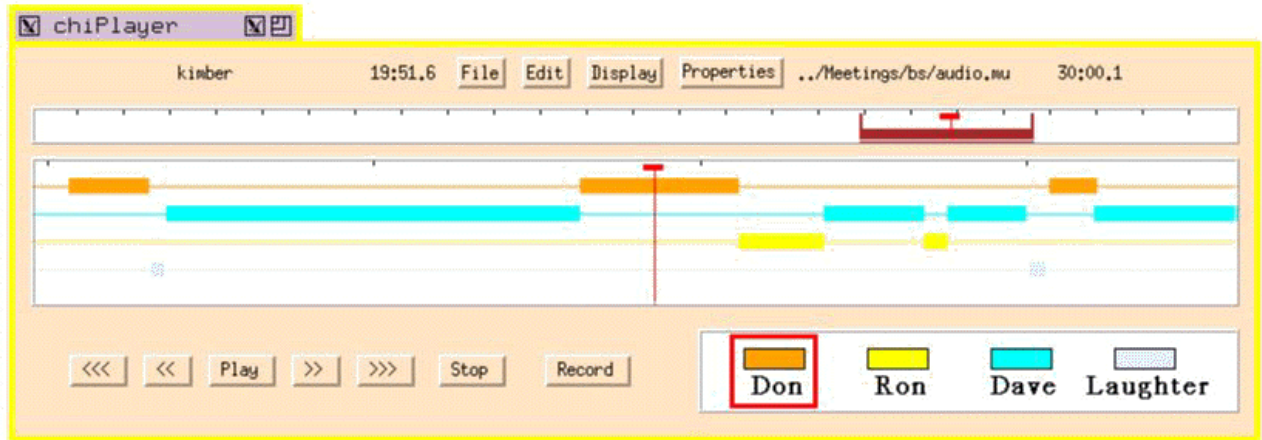 chiPlayer
kimber 19:51.6 File Edit Display Properties ../Meetings/bs/audio.mu 30:00.1
<<< << Play >> >>> Stop Record
Don Ron Dave Laughter